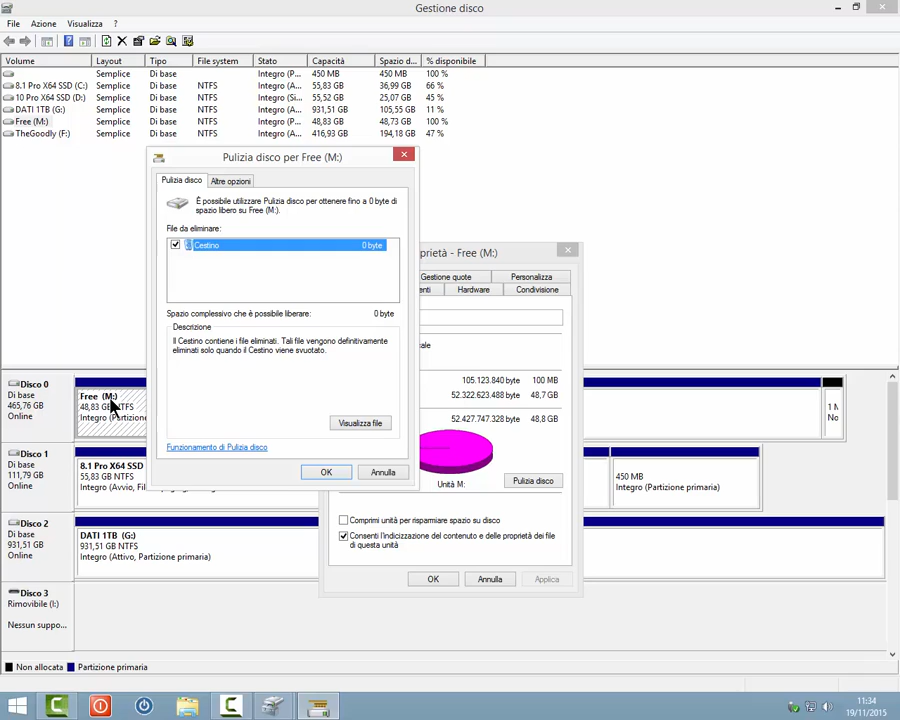 Gestione disco
File Azione Visualizza ?
Volume Layout Tipo File system Stato Capacità Spazio d... % disponibile
Semplice Di base Integro (P... 450 MB 450 MB 100 %
8.1 Pro X64 SSD (C:) Semplice Di base NTFS Integro (A... 55,83 GB 36,99 GB 66 %
10 Pro X64 SSD (D:) Semplice Di base NTFS Integro (Si... 55,52 GB 25,07 GB 45 %
DATI 1TB (G:) Semplice Di base NTFS Integro (A... 931,51 GB 105,55 GB 11 %
Free (M:) Semplice Di base NTFS Integro (P... 48,83 GB 48,73 GB 100 %
TheGoodly (F:) Semplice Di base NTFS Integro (A... 416,93 GB 194,18 GB 47 %
Pulizia disco per Free (M:)
Pulizia disco Altre opzioni
È possibile utilizzare Pulizia disco per ottenere fino a 0 byte di
spazio libero su Free (M:).
File da eliminare:
Cestino 0 byte
Spazio complessivo che è possibile liberare: 0 byte
Descrizione
Il Cestino contiene i file eliminati. Tali file vengono definitivamente
eliminati solo quando il Cestino viene svuotato.
Visualizza file
Funzionamento di Pulizia disco
OK Annulla
prietà - Free (M:)
Gestione quote Personalizza
enti Hardware Condivisione
cale
105.123.840 byte 100 MB
52.322.623.488 byte 48,7 GB
52.427.747.328 byte 48,8 GB
Unità M: Pulizia disco
Comprimi unità per risparmiare spazio su disco
Consenti l'indicizzazione del contenuto e delle proprietà dei file
di questa unità
OK Annulla Applica
Disco 0
Di base
465,76 GB
Online
Free (M:)
48,83 GB NTFS
Integro (Partizione
1 M
No
Disco 1
Di base
111,79 GB
Online
8.1 Pro X64 SSD
55,83 GB NTFS
Integro (Avvio, Fil
450 MB
Integro (Partizione primaria)
Disco 2
Di base
931,51 GB
Online
DATI 1TB (G:)
931,51 GB NTFS
Integro (Attivo, Partizione primaria)
Disco 3
Rimovibile (I:)
Nessun suppo...
Non allocata Partizione primaria
11:34
19/11/2015